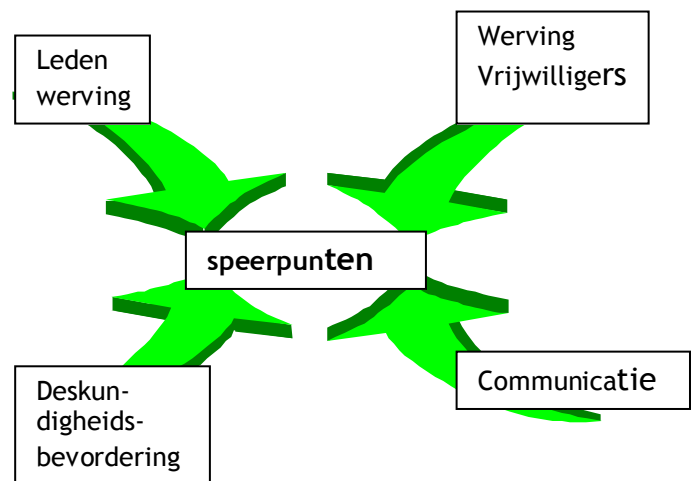 Leden
werving
Werving
Vrijwilligers
speerpunten
Deskun-
digheids-
bevordering
Communicatie